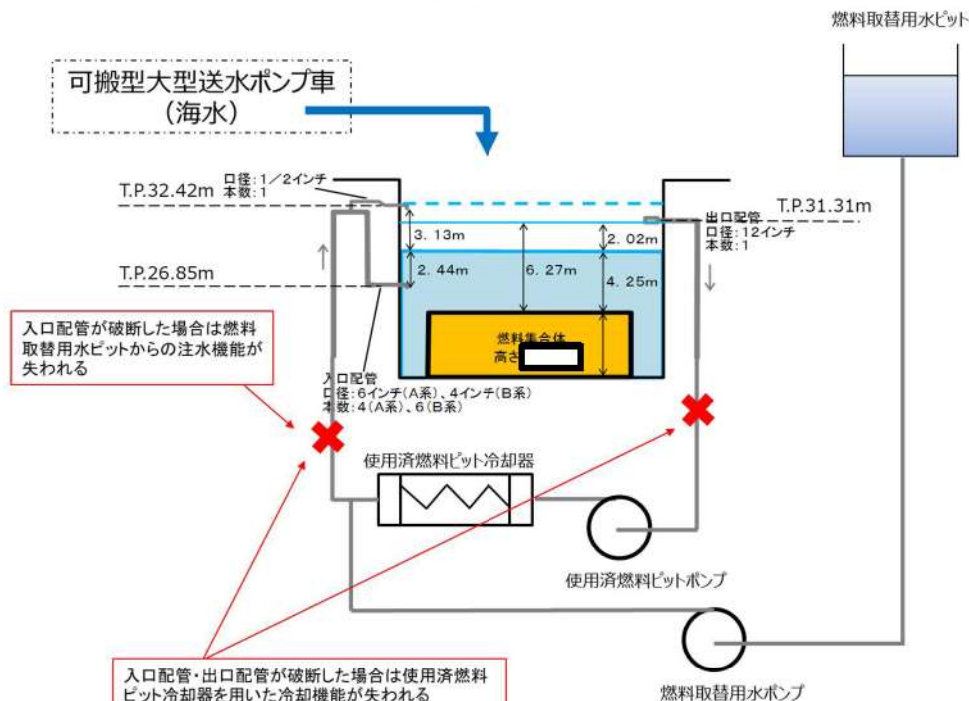 燃料取替用水ピット
可搬型大型送水ポンプ車
(海水)
口径:1/2インチ
T.P.32.42m 本数:1
T.P.31.31m
出口配管
口径:12インチ
本数:1
3.13m
2.02m
T.P.26.85m
2.44m
6.27m
4.25m
入口配管が破断した場合は燃料
取替用水ピットからの注水機能が
失われる
燃料集合体
高さ
入口配管
口径:6インチ(A系)、4インチ(B系)
本数:4(A系)、6(B系)
使用済燃料ピット冷却器
使用済燃料ピットポンプ
入口配管・出口配管が破断した場合は使用済燃料
ピット冷却器を用いた冷却機能が失われる
燃料取替用水ポンプ